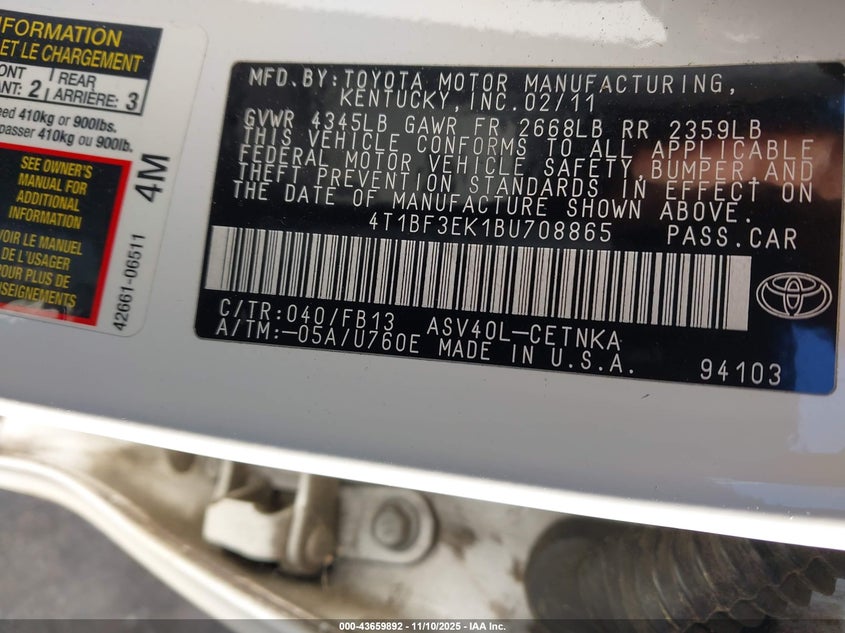 INFORMATION
ET LE CHARGEMENT
2
REAR
ARRIÈRE: 3
410kg or 900lbs.
passer 410kg ou 900lb.
SEE OWNER'S
MANUAL FOR
ADDITIONAL
INFORMATION
VOIR LE MANUEL
DE L'USAGER
POUR PLUS DE
42661-06511
4M
MFD.BY:TOYOTA MOTOR MANUFACTURING,
KENTUCKY,INC.02/11
GVWR 4345LB GAWR FR 2668LB RR 2359LB
THIS VEHICLE CONFORMS TO ALL APPLICABLE
FEDERAL MOTOR VEHICLE SAFETY,BUMPER AND
THEFT PREVENTION STANDARDS IN EFFECT ON
THE DATE OF MANUFACTURE SHOWN ABOVE.
4T1BF3EK1BU708865 PASS.CAR
C/TR:040/FB13 ASV40L-CETNKA
A/TM:-05A/U760E MADE IN U.S.A.
94103
000-43659892 - 11/10/2025 - IAA Inc.